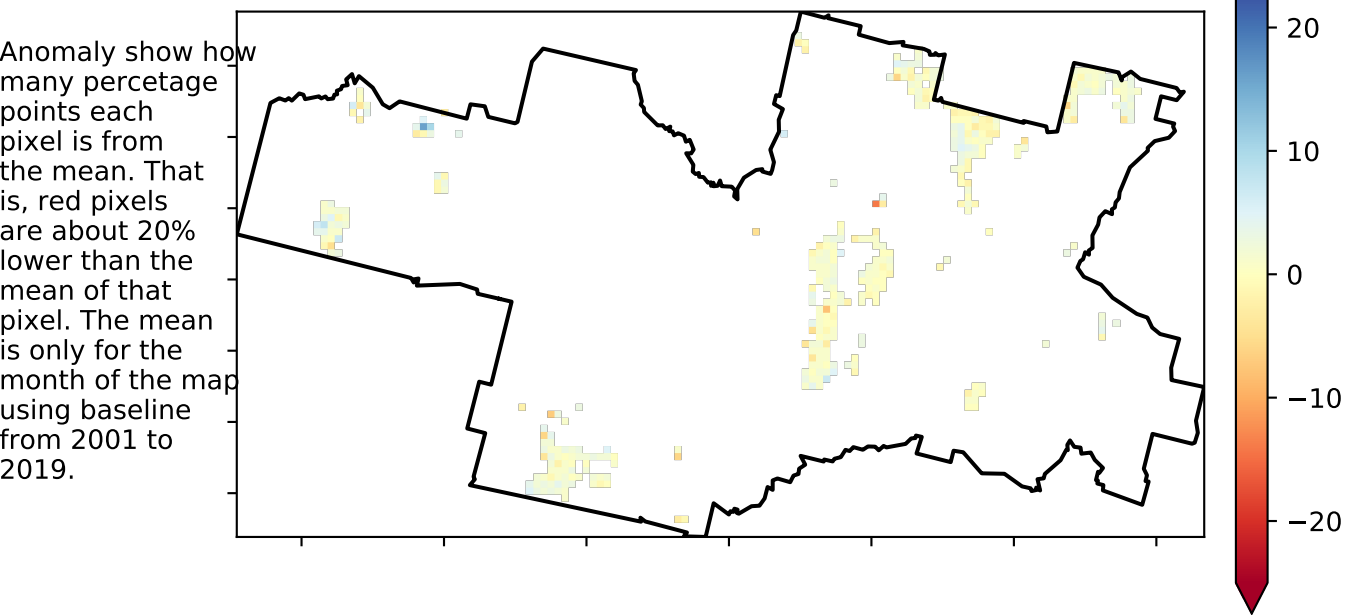 Anomaly show how
many percetage
points each
pixel is from
the mean. That
is, red pixels
are about 20%
lower than the
mean of that
pixel. The mean
is only for the
month of the map
using baseline
from 2001 to
2019.
20
10
0
−10
−20